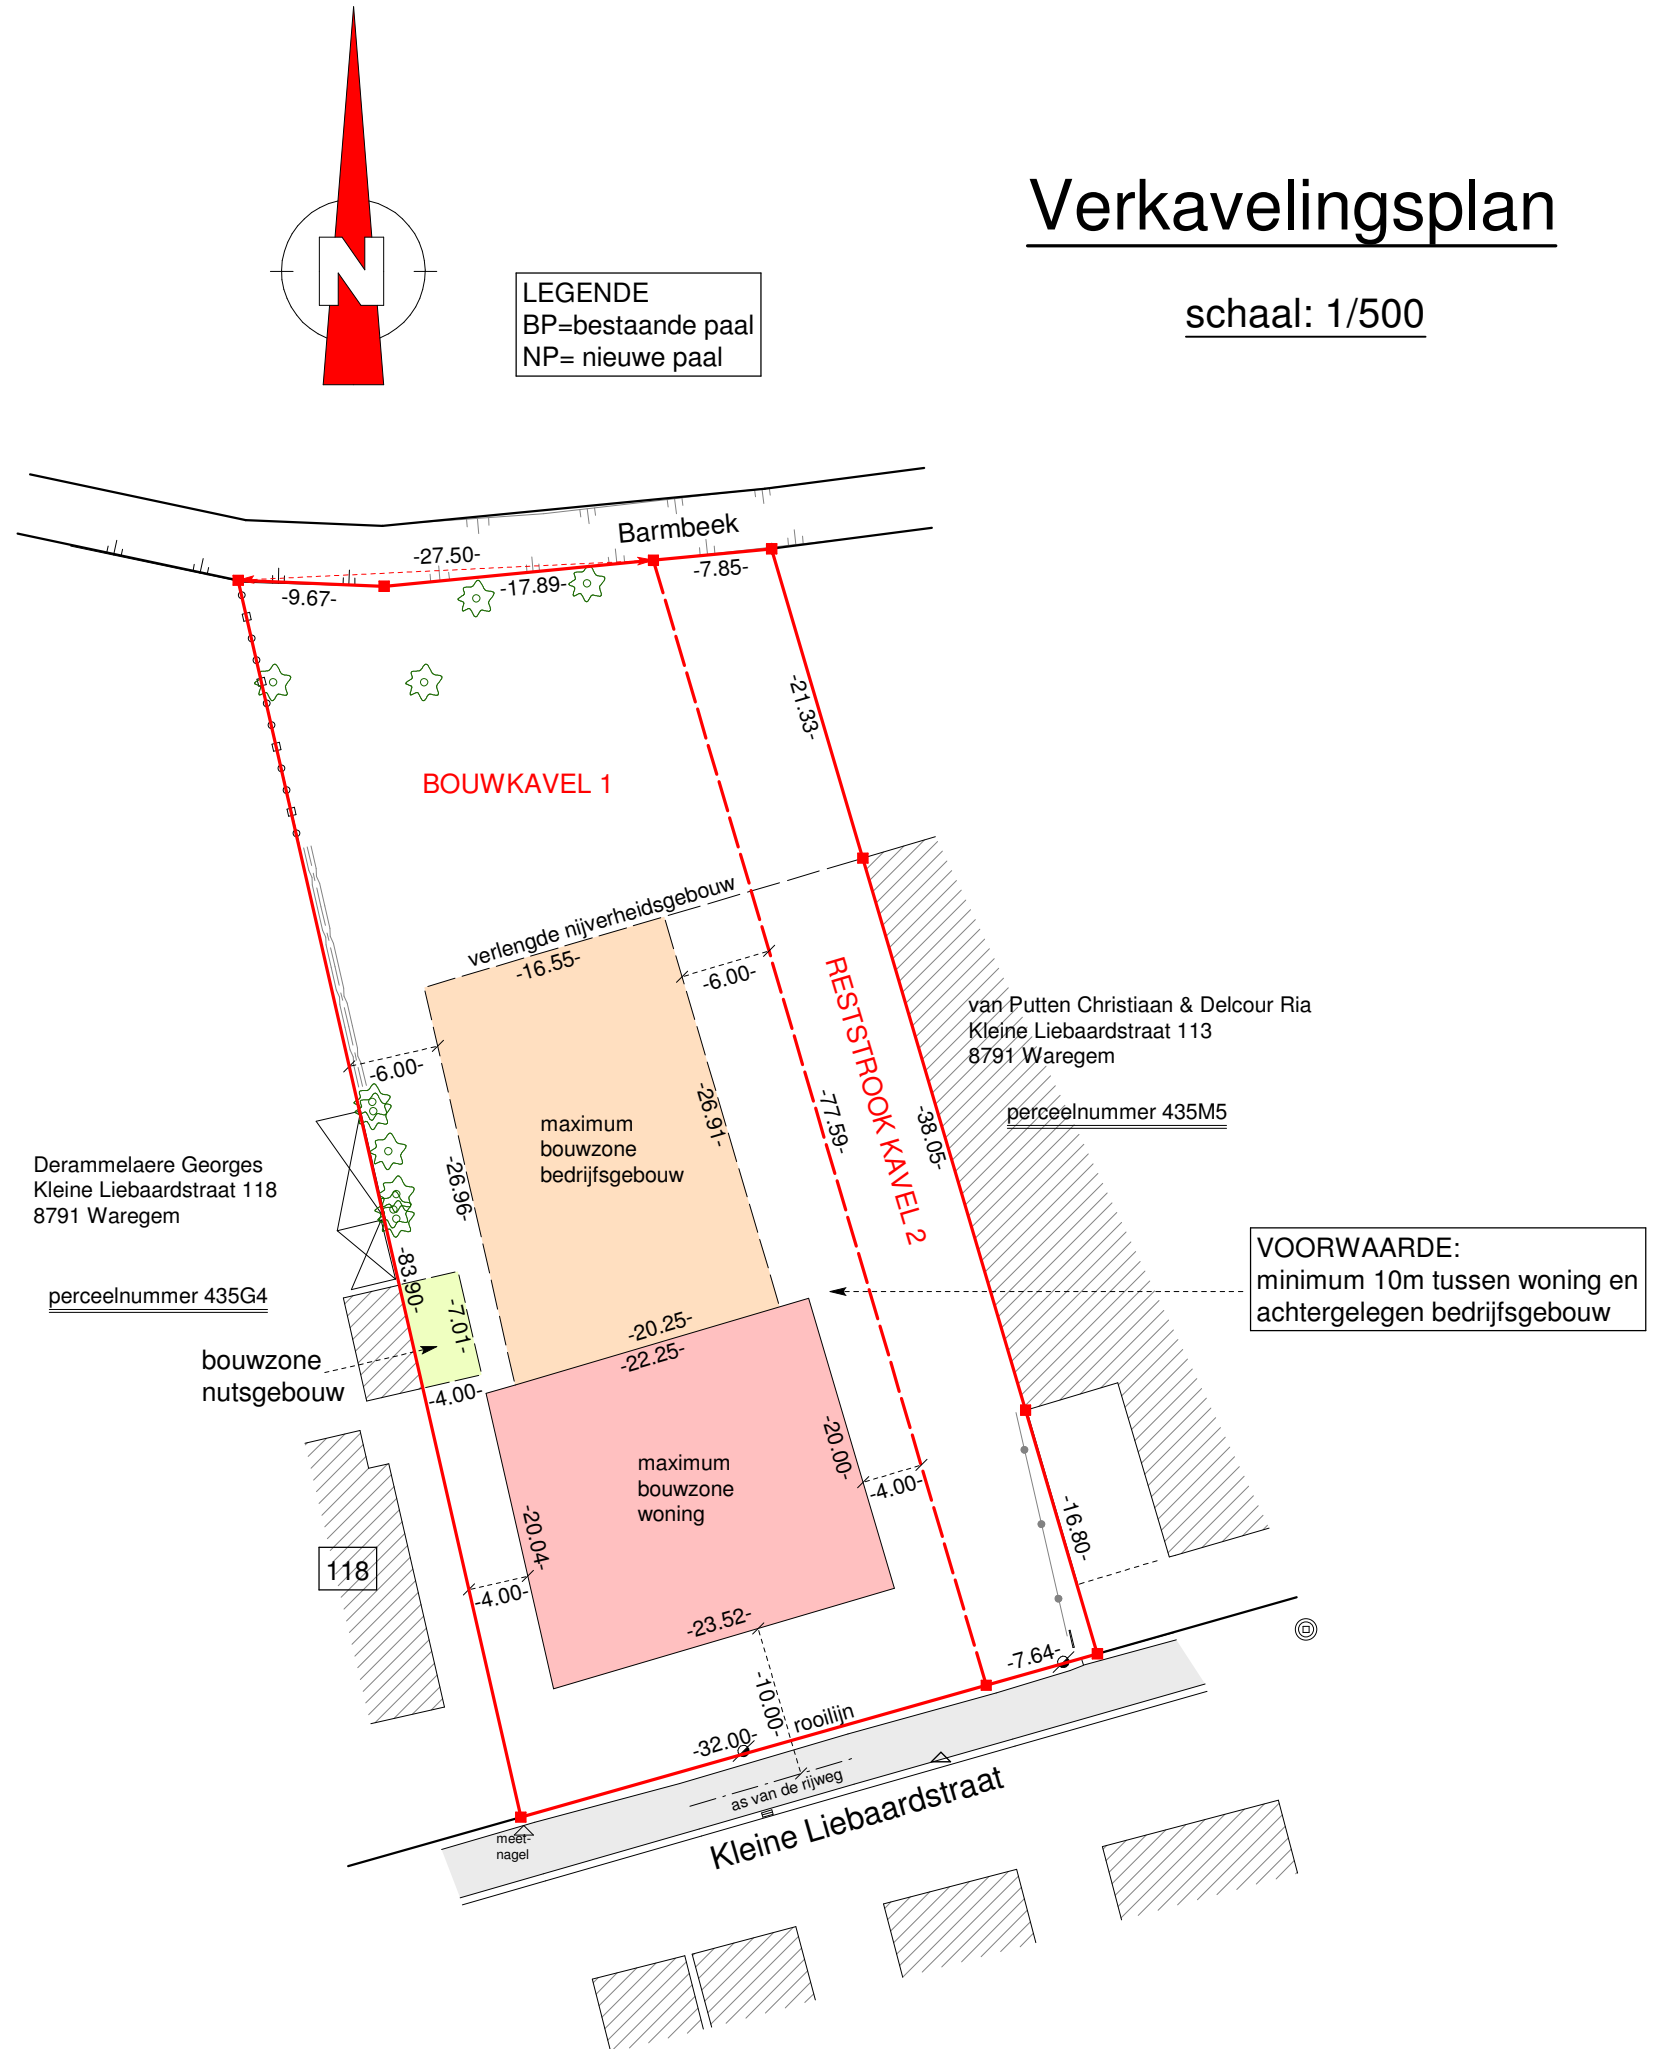 N
Verkavelingsplan
schaal: 1/500
LEGENDE
BP=bestaande paal
NP= nieuwe paal
Barmbeek
-27.50-
-9.67-
-17.89-
-7.85-
-21.33-
BOUWKAVEL 1
verlengde nijverheidsgebouw
-16.55-
-6.00-
-6.00-
RESTSTROOK KAVEL 2
van Putten Christiaan & Delcour Ria
Kleine Liebaardstraat 113
8791 Waregem
perceelnummer 435M5
-26.91-
-77.59-
-38.05-
maximum
bouwzone
bedrijfsgebouw
-26.96-
Derammelaere Georges
Kleine Liebaardstraat 118
8791 Waregem
perceelnummer 435G4
-83.90-
-7.01-
VOORWAARDE:
minimum 10m tussen woning en
achtergelegen bedrijfsgebouw
bouwzone
nutsgebouw
-4.00-
-20.25-
-22.25-
-20.00-
-4.00-
maximum
bouwzone
woning
-20.04-
-16.80-
118
-4.00-
-23.52-
-7.64-
-10.00-
rooilijn
-32.00-
as van de rijweg
Kleine Liebaardstraat
meet-
nagel